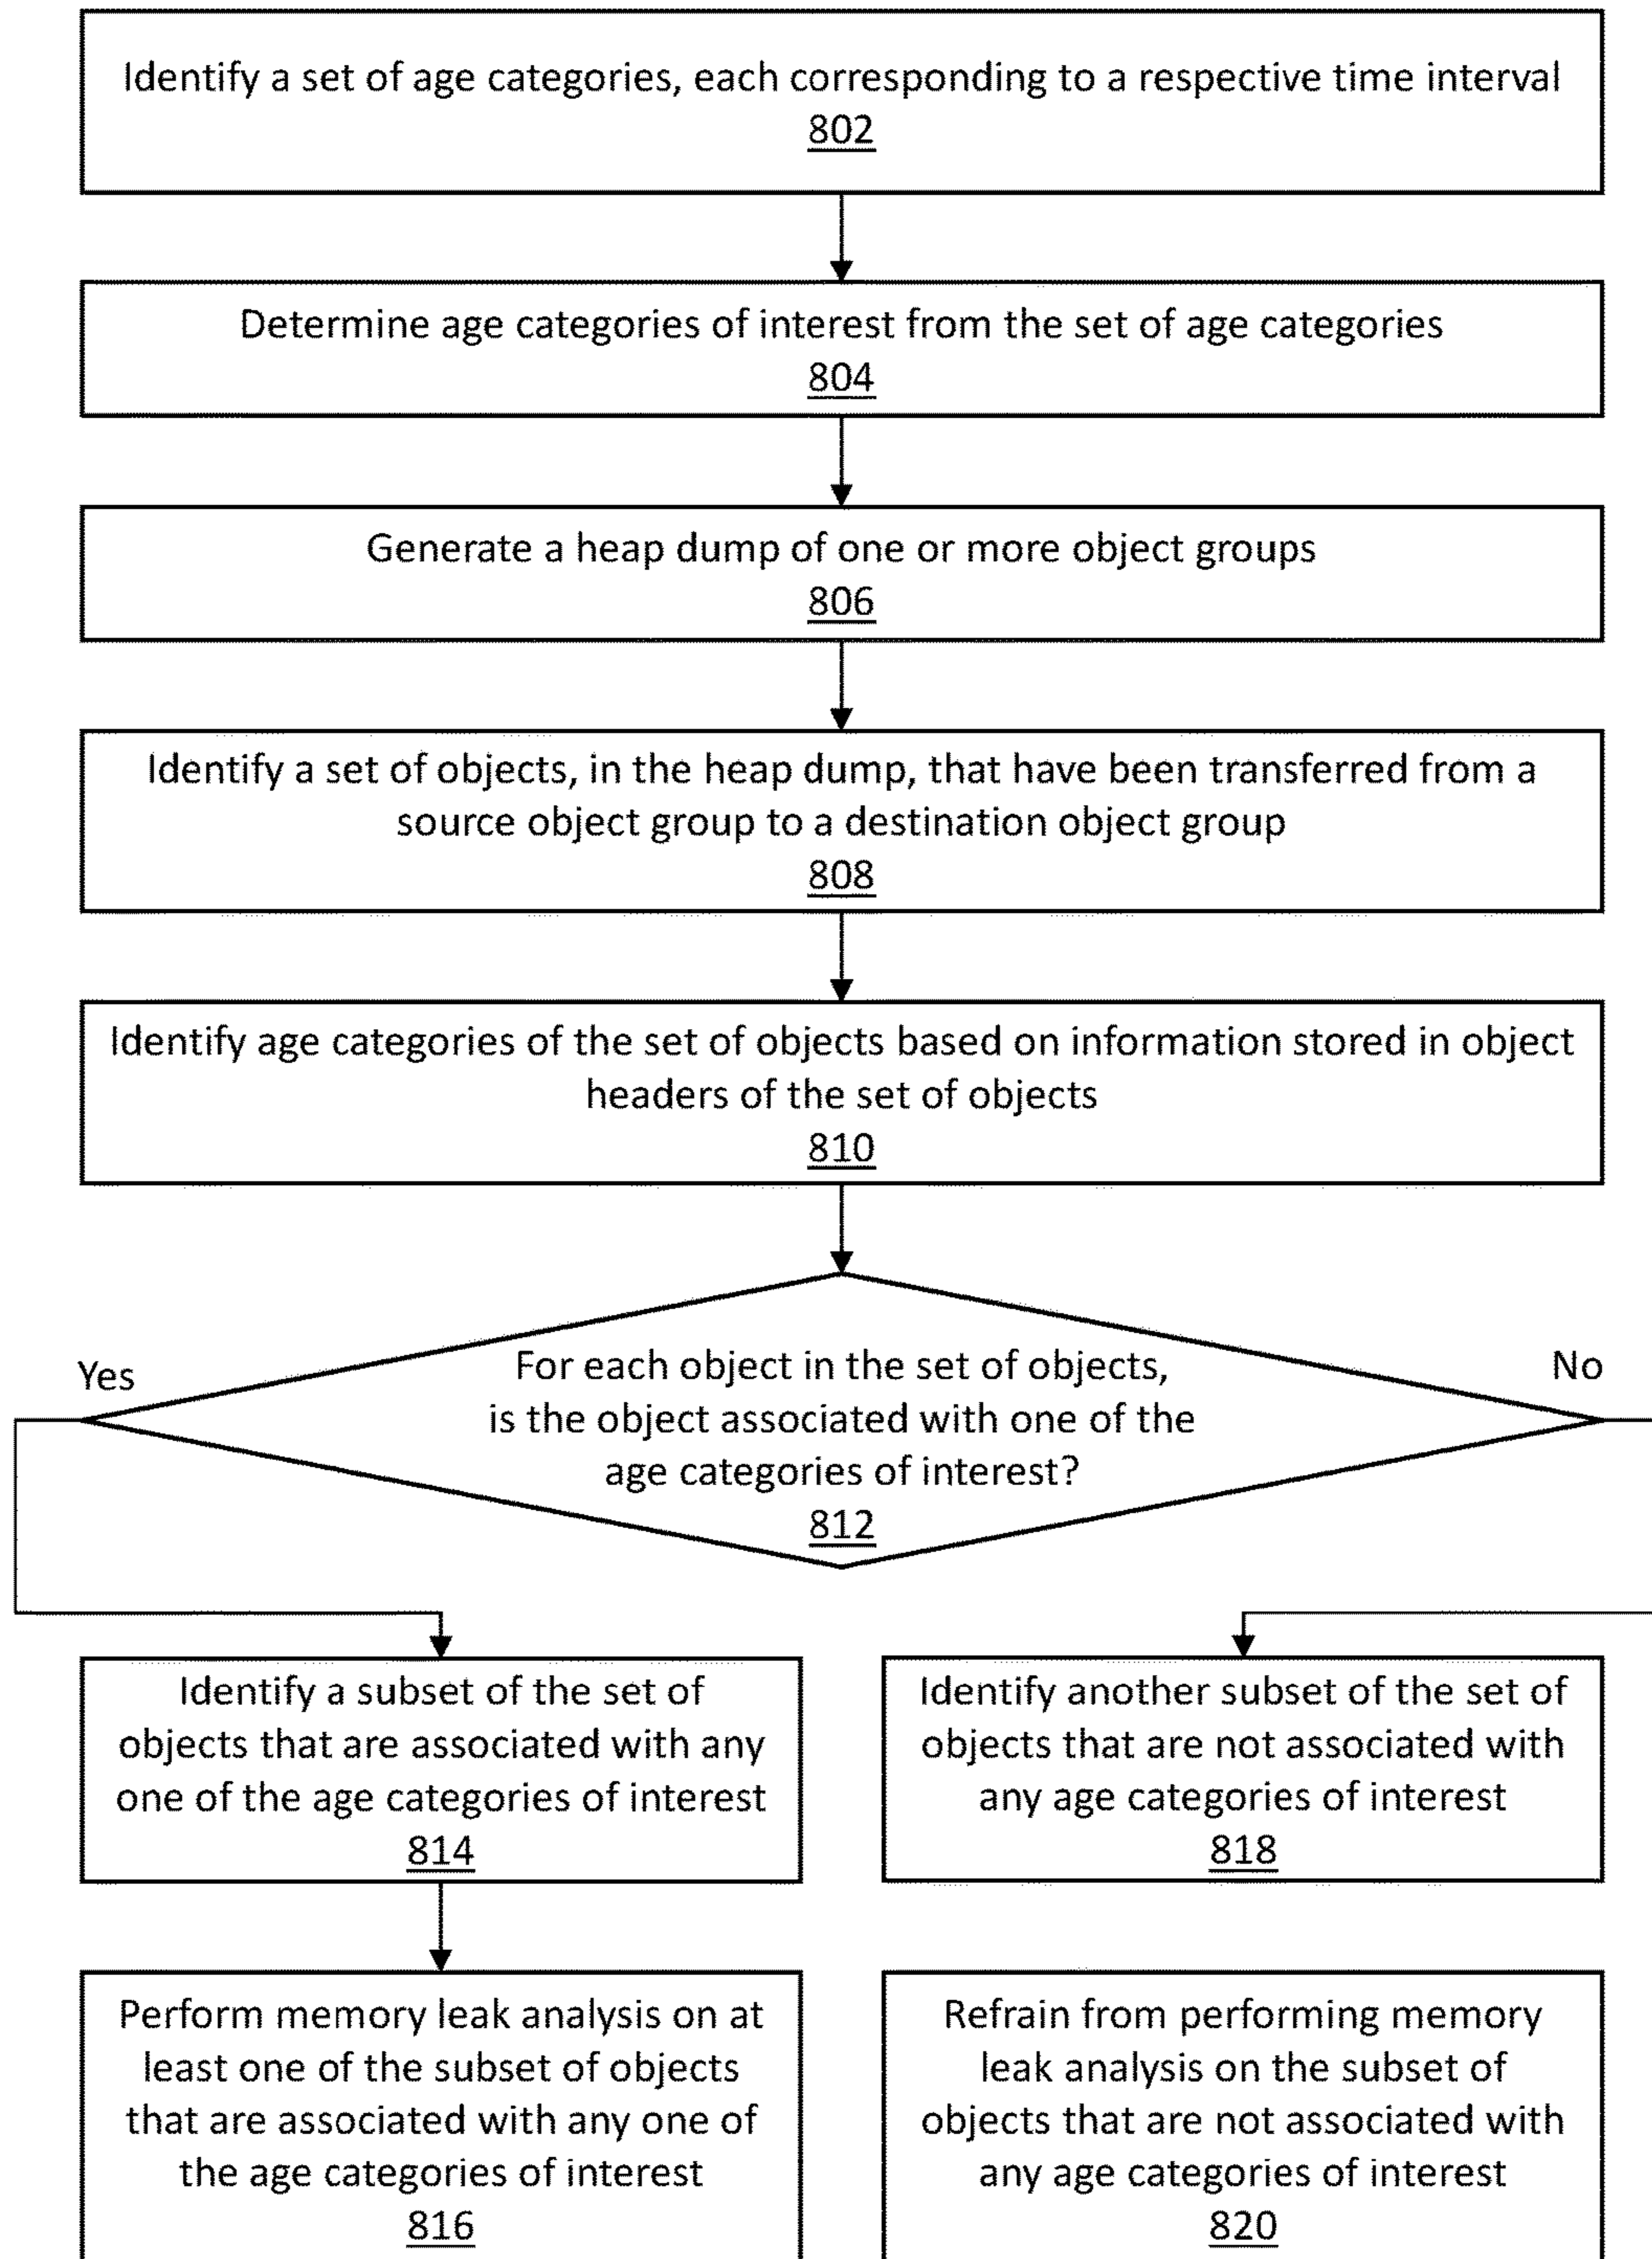 Identify a set of age categories, each corresponding to a respective time interval
802
Determine age categories of interest from the set of age categories
804
Generate a heap dump of one or more object groups
806
Identify a set of objects, in the heap dump, that have been transferred from a
source object group to a destination object group
808
Identify age categories of the set of objects based on information stored in object
headers of the set of objects
810
For each object in the set of objects,
is the object associated with one of the
age categories of interest?
812
Yes
No
Identify a subset of the set of
objects that are associated with any
one of the age categories of interest
814
Identify another subset of the set of
objects that are not associated with
any age categories of interest
818
Perform memory leak analysis on at
least one of the subset of objects
that are associated with any one of
the age categories of interest
816
Refrain from performing memory
leak analysis on the subset of
objects that are not associated with
any age categories of interest
820